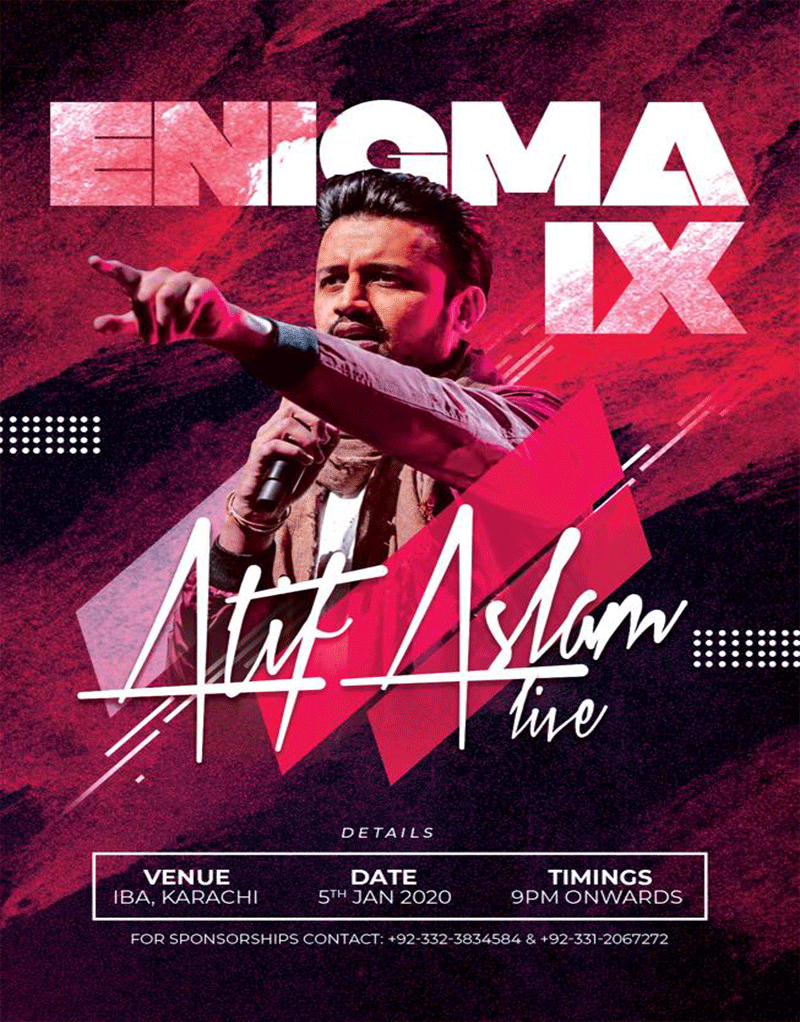 ENIGMA
IX
Atif Aslam
live
DETAILS
VENUE DATE TIMINGS
IBA, KARACHI 5TH JAN 2020 9PM ONWARDS
FOR SPONSORSHIPS CONTACT: +92-332-3834584 & +92-331-2067272